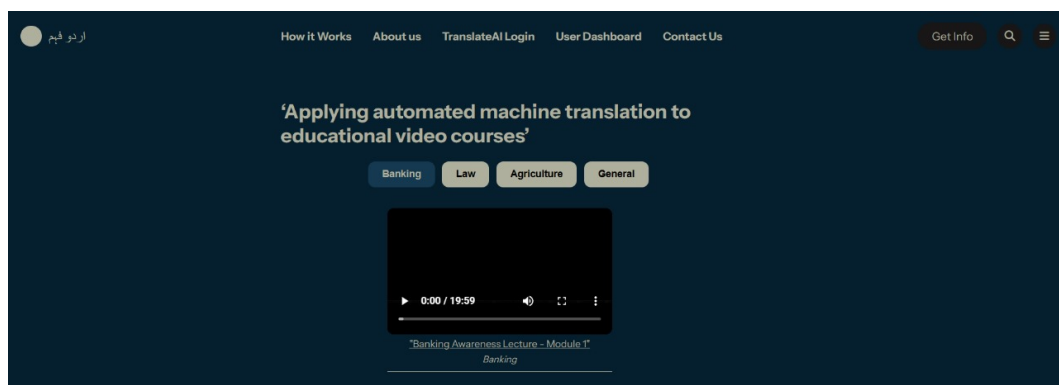 اردو فہم
How it Works
About us
TranslateAI Login
User Dashboard
Contact Us
Get Info
‘Applying automated machine translation to
educational video courses’
Banking
Law
Agriculture
General
0:00 / 19:59
"Banking Awareness Lecture - Module 1"
Banking